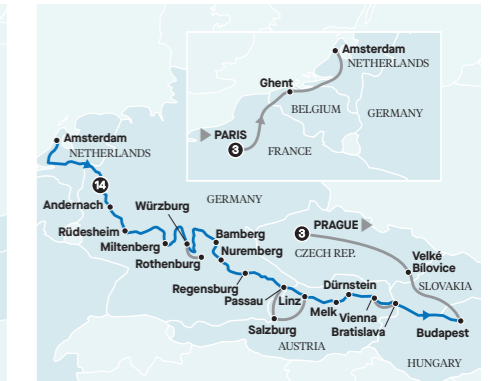 Amsterdam
NETHERLANDS
Ghent
BELGIUM
GERMANY
PARIS
3
FRANCE
Amsterdam
NETHERLANDS
14
GERMANY
Andernach
Würzburg
Rüdesheim
Bamberg
PRAGUE
3
Miltenberg
Nuremberg
CZECH REP.
Rothenburg
Velké
Bílovice
Regensburg
Dürnstein
SLOVAKIA
Passau
Linz
Melk
Vienna
Salzburg
Bratislava
Budapest
AUSTRIA
HUNGARY